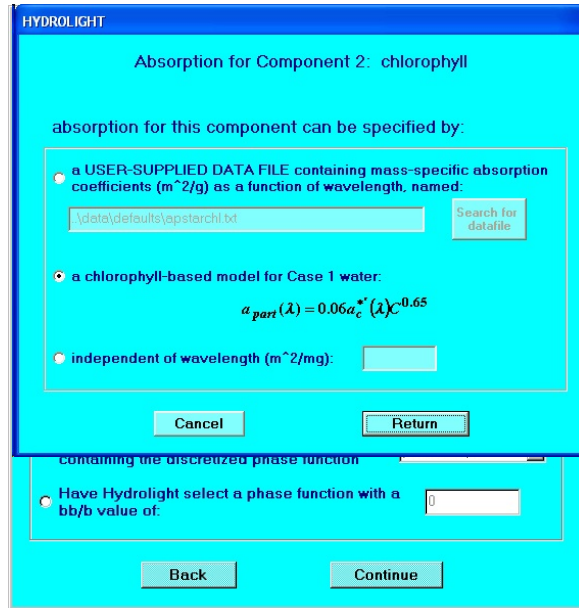 HYDROLIGHT
Absorption for Component 2: chlorophyll
absorption for this component can be specified by:
a USER-SUPPLIED DATA FILE containing mass-specific absorption
coefficients (m^2/g) as a function of wavelength, named:
..\data\defaults\apstarchl.txt
Search for
datafile
a chlorophyll-based model for Case 1 water:
a_part(λ) = 0.06a_c^*'(λ)C^0.65
independent of wavelength (m^2/mg):
Cancel
Return
containing the discretized phase function
Have Hydrolight select a phase function with a
bb/b value of:
0
Back
Continue